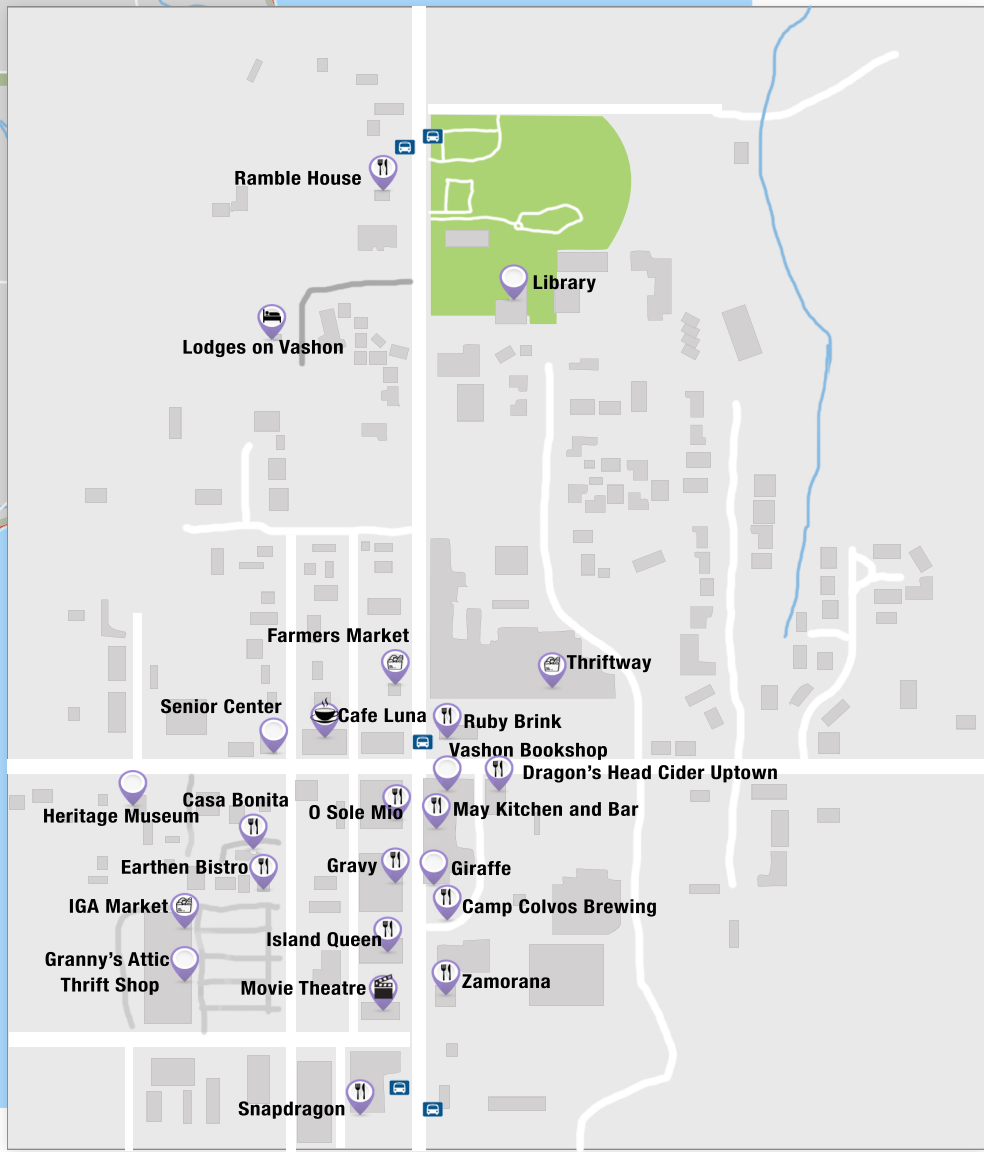 Ramble House
Library
Lodges on Vashon
Farmers Market
Thriftway
Senior Center
Cafe Luna
Ruby Brink
Vashon Bookshop
Dragon's Head Cider Uptown
Casa Bonita
Heritage Museum
O Sole Mio
May Kitchen and Bar
Earthen Bistro
Gravy
Giraffe
IGA Market
Camp Colvos Brewing
Island Queen
Granny's Attic
Thrift Shop
Movie Theatre
Zamorana
Snapdragon